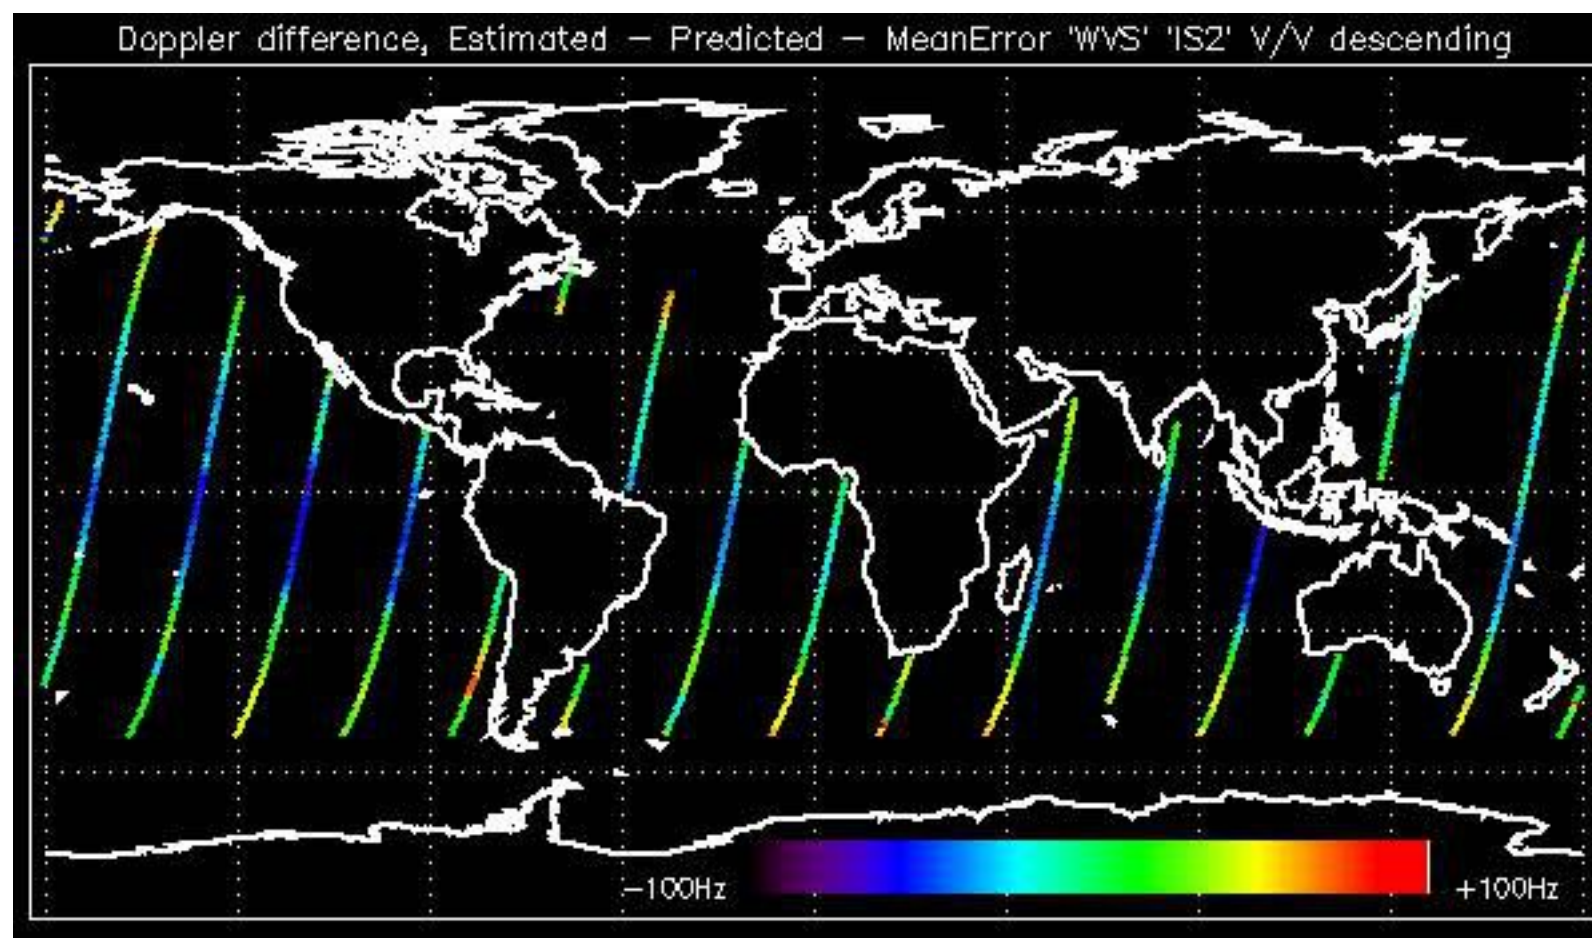 Doppler difference, Estimated – Predicted – MeanError 'WVS' 'IS2' V/V descending
–100Hz +100Hz